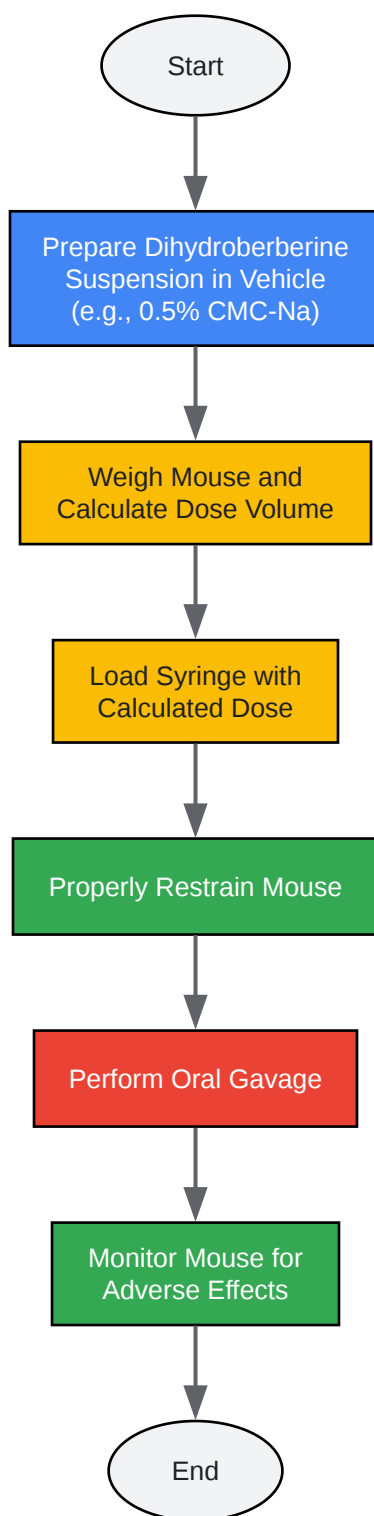 Start
Prepare Dihydroberberine
Suspension in Vehicle
(e.g., 0.5% CMC-Na)
Weigh Mouse and
Calculate Dose Volume
Load Syringe with
Calculated Dose
Properly Restrain Mouse
Perform Oral Gavage
Monitor Mouse for
Adverse Effects
End